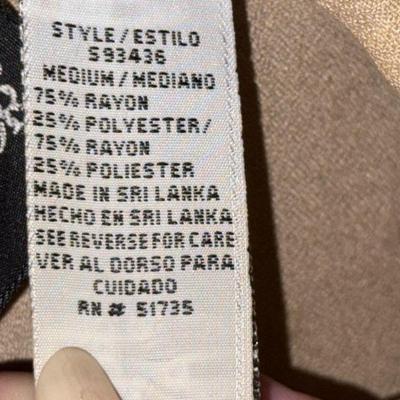 STYLE/ESTILO
S93436
MEDIUM/MEDIANO
75% RAYON
25% POLYESTER/
75% RAYON
25% POLIESTER
MADE IN SRI LANKA
HECHO EN SRI LANKA
SEE REVERSE FOR CARE
VER AL DORSO PARA
CUIDADO
RN # 51735